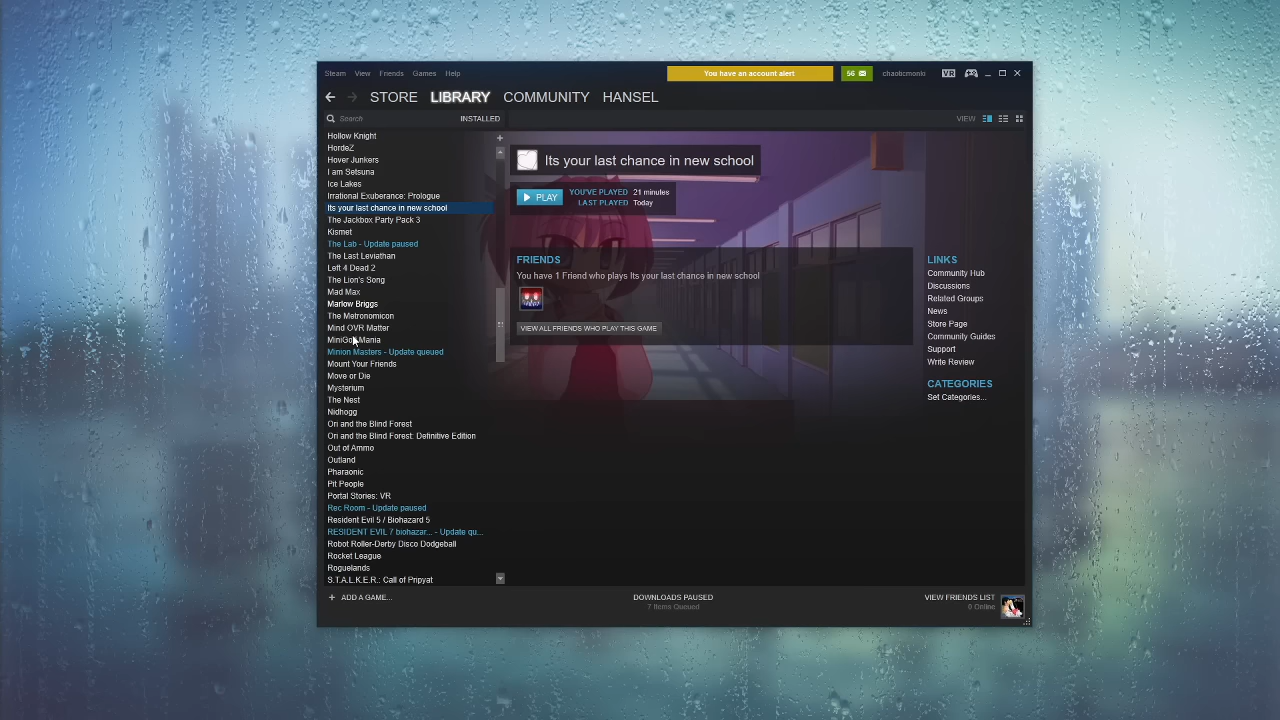 Steam View Friends Games Help
You have an account alert
56
chaoticmonki
VR
STORE LIBRARY COMMUNITY HANSEL
Search
INSTALLED
VIEW
Hollow Knight
HordeZ
Hover Junkers
I am Setsuna
Ice Lakes
Irrational Exuberance: Prologue
Its your last chance in new school
The Jackbox Party Pack 3
Kismet
The Lab - Update paused
The Last Leviathan
Left 4 Dead 2
The Lion's Song
Mad Max
Marlow Briggs
The Metronomicon
Mind OVR Matter
MiniGolf Mania
Minion Masters - Update queued
Mount Your Friends
Move or Die
Mysterium
The Nest
Nidhogg
Ori and the Blind Forest
Ori and the Blind Forest: Definitive Edition
Out of Ammo
Outland
Pharaonic
Pit People
Portal Stories: VR
Rec Room - Update paused
Resident Evil 5 / Biohazard 5
RESIDENT EVIL 7 biohazar... - Update qu...
Robot Roller-Derby Disco Dodgeball
Rocket League
Roguelands
S.T.A.L.K.E.R.: Call of Pripyat
Its your last chance in new school
PLAY
YOU'VE PLAYED 21 minutes
LAST PLAYED Today
FRIENDS
You have 1 Friend who plays Its your last chance in new school
VIEW ALL FRIENDS WHO PLAY THIS GAME
LINKS
Community Hub
Discussions
Related Groups
News
Store Page
Community Guides
Support
Write Review
CATEGORIES
Set Categories...
ADD A GAME...
DOWNLOADS PAUSED
7 Items Queued
VIEW FRIENDS LIST
0 Online